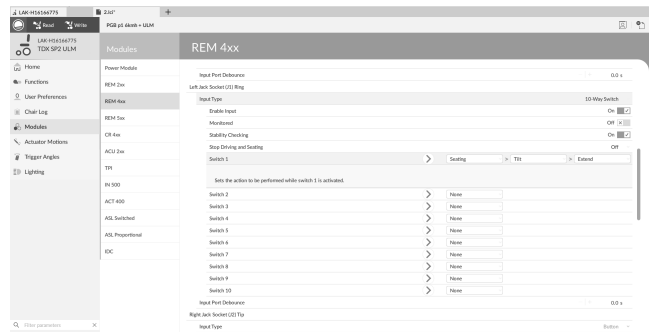 LAK-H16166775
2.lci*
+
Read
Write
PGB p5 6kmh + ULM
LAK-H16166775
TDX SP2 ULM
Modules
REM 4xx
Home
Functions
User Preferences
Chair Log
Modules
Actuator Motions
Trigger Angles
Lighting
Filter parameters
Power Module
REM 2xx
REM 4xx
REM 5xx
CR 4xx
ACU 2xx
TPI
IN 500
ACT 400
ASL Switched
ASL Proportional
IOC
Input Port Debounce 0.0 s
Left Jack Socket (J1) Ring
Input Type 10-Way Switch
Enable Input On
Monitored Off
Stability Checking On
Stop Driving and Seating Off
Switch 1 Seating > Tilt > Extend
Sets the action to be performed while switch 1 is activated.
Switch 2 None
Switch 3 None
Switch 4 None
Switch 5 None
Switch 6 None
Switch 7 None
Switch 8 None
Switch 9 None
Switch 10 None
Input Port Debounce 0.0 s
Right Jack Socket (J2) Tip
Input Type Button